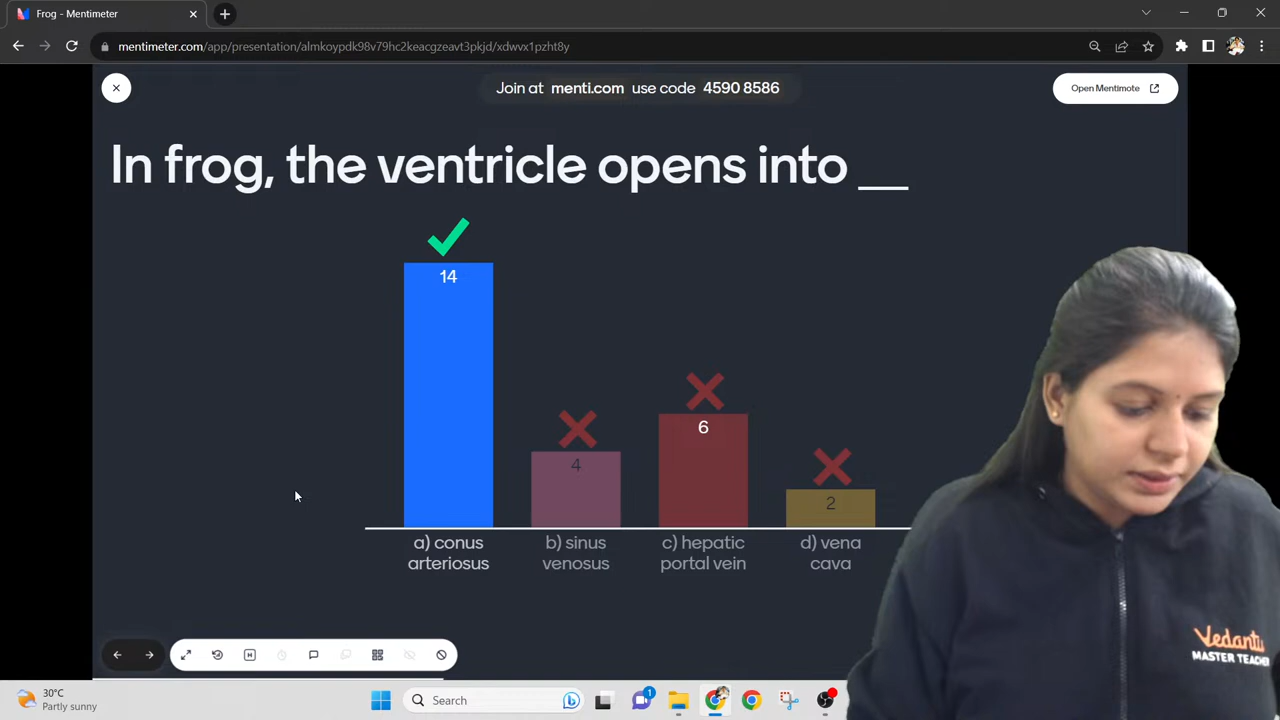 Frog - Mentimeter
mentimeter.com/app/presentation/almkoypdk98v79hc2keacgzeavt3pkjd/xdwvx1pzht8y
Join at menti.com use code 4590 8586
Open Mentimote
In frog, the ventricle opens into __
14
4
6
2
a) conus
arteriosus
b) sinus
venosus
c) hepatic
portal vein
d) vena
cava
Vedantu
MASTER TEACHER
30°C
Partly sunny
Search
1